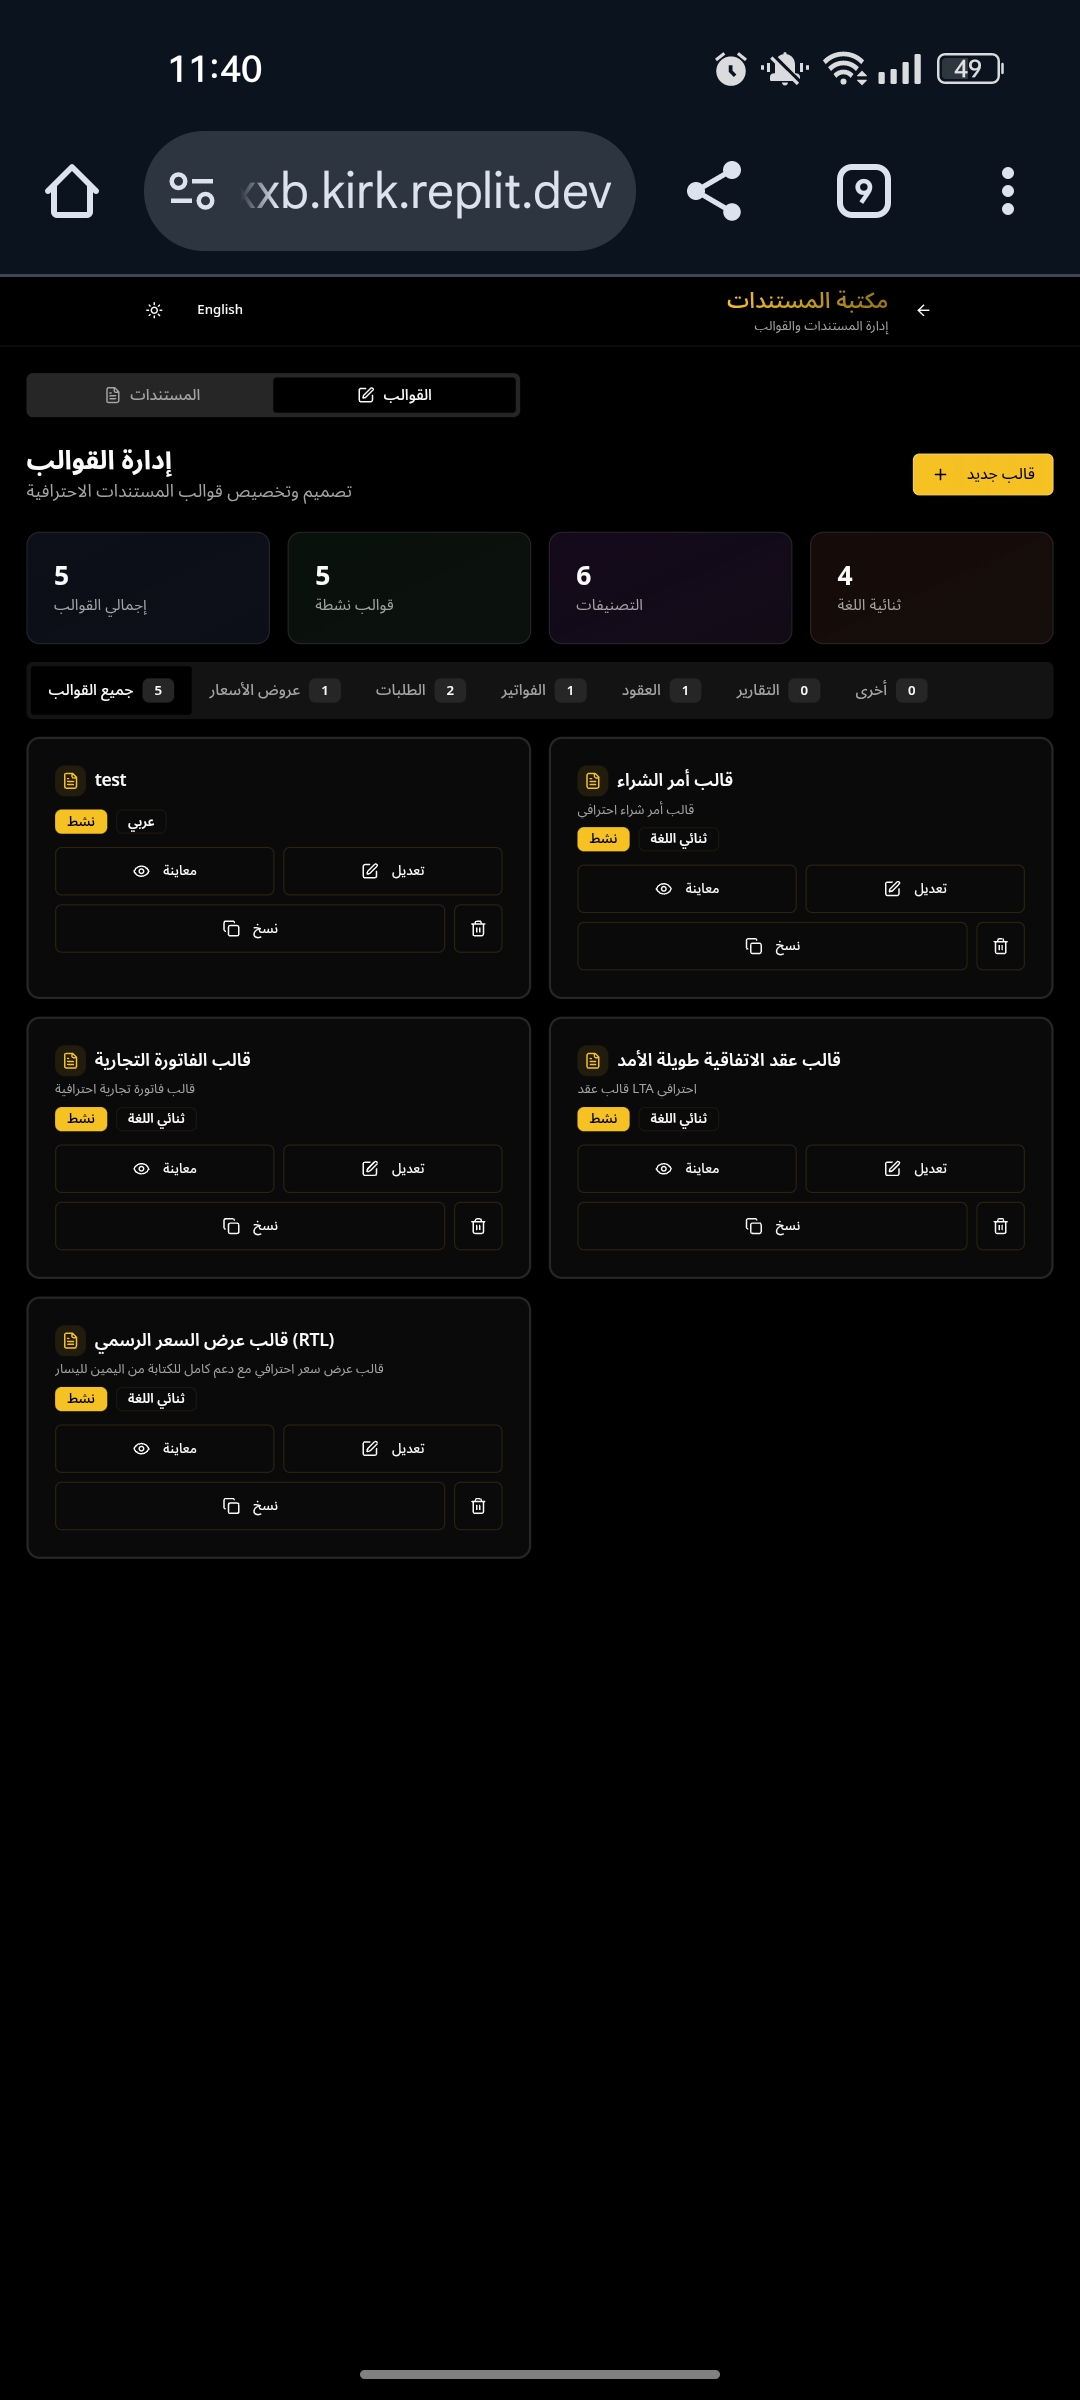 11:40
49
xb.kirk.replit.dev
9
مكتبة المستندات
إدارة المستندات والقوالب
English
القوالب
المستندات
إدارة القوالب
تصميم وتخصيص قوالب المستندات الاحترافية
قالب جديد
5
إجمالي القوالب
5
قوالب نشطة
6
التصنيفات
4
ثنائية اللغة
جميع القوالب 5
عروض الأسعار 1
الطلبات 2
الفواتير 1
العقود 1
التقارير 0
أخرى 0
test
نشط
عربي
معاينة
تعديل
نسخ
قالب أمر الشراء
قالب أمر شراء احترافي
نشط
ثنائي اللغة
معاينة
تعديل
نسخ
قالب الفاتورة التجارية
قالب فاتورة تجارية احترافية
نشط
ثنائي اللغة
معاينة
تعديل
نسخ
قالب عقد الاتفاقية طويلة الأمد
قالب عقد LTA احترافي
نشط
ثنائي اللغة
معاينة
تعديل
نسخ
قالب عرض السعر الرسمي (RTL)
قالب عرض سعر احترافي مع دعم كامل للكتابة من اليمين لليسار
نشط
ثنائي اللغة
معاينة
تعديل
نسخ